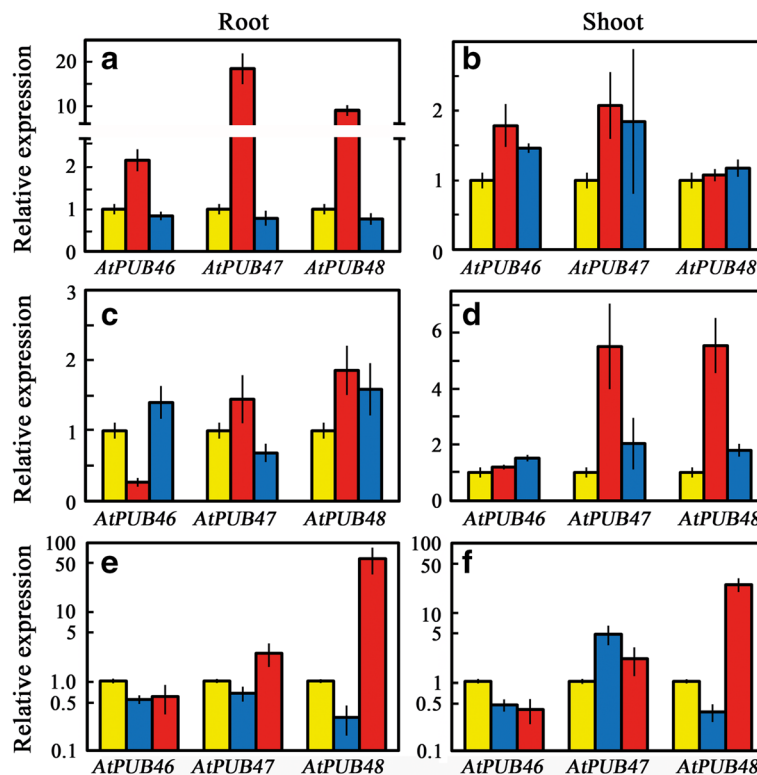 Root Shoot
Relative expression
a
20
10
2
1
0
AtPUB46 AtPUB47 AtPUB48
b
2
1
0
AtPUB46 AtPUB47 AtPUB48
Relative expression
c
3
2
1
0
AtPUB46 AtPUB47 AtPUB48
d
6
4
2
0
AtPUB46 AtPUB47 AtPUB48
Relative expression
e
100
50
10
5
1.0
0.5
0.1
AtPUB46 AtPUB47 AtPUB48
f
100
50
10
5
1.0
0.5
0.1
AtPUB46 AtPUB47 AtPUB48